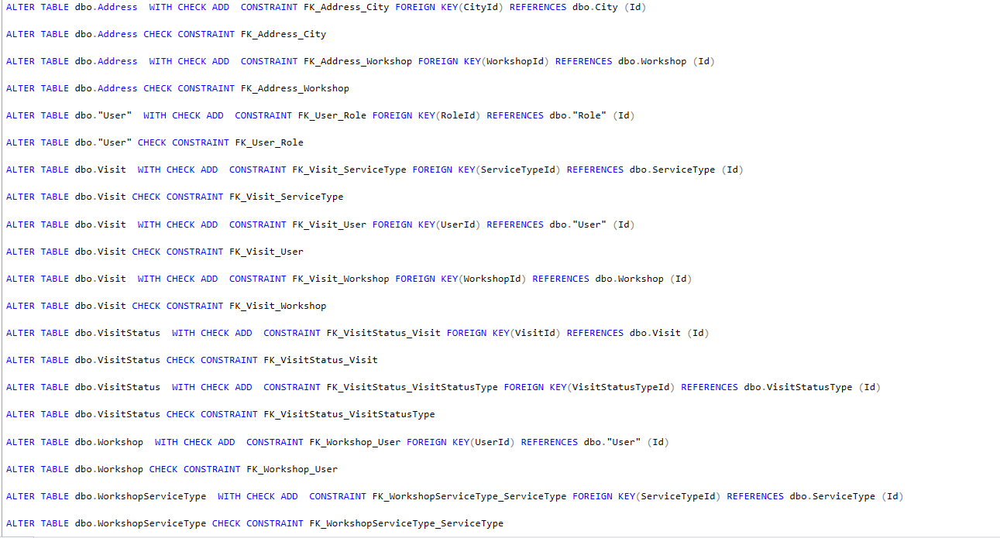 ALTER TABLE dbo.Address  WITH CHECK ADD  CONSTRAINT FK_Address_City FOREIGN KEY(CityId) REFERENCES dbo.City (Id)
ALTER TABLE dbo.Address CHECK CONSTRAINT FK_Address_City
ALTER TABLE dbo.Address  WITH CHECK ADD  CONSTRAINT FK_Address_Workshop FOREIGN KEY(WorkshopId) REFERENCES dbo.Workshop (Id)
ALTER TABLE dbo.Address CHECK CONSTRAINT FK_Address_Workshop
ALTER TABLE dbo."User"  WITH CHECK ADD  CONSTRAINT FK_User_Role FOREIGN KEY(RoleId) REFERENCES dbo."Role" (Id)
ALTER TABLE dbo."User" CHECK CONSTRAINT FK_User_Role
ALTER TABLE dbo.Visit  WITH CHECK ADD  CONSTRAINT FK_Visit_ServiceType FOREIGN KEY(ServiceTypeId) REFERENCES dbo.ServiceType (Id)
ALTER TABLE dbo.Visit CHECK CONSTRAINT FK_Visit_ServiceType
ALTER TABLE dbo.Visit  WITH CHECK ADD  CONSTRAINT FK_Visit_User FOREIGN KEY(UserId) REFERENCES dbo."User" (Id)
ALTER TABLE dbo.Visit CHECK CONSTRAINT FK_Visit_User
ALTER TABLE dbo.Visit  WITH CHECK ADD  CONSTRAINT FK_Visit_Workshop FOREIGN KEY(WorkshopId) REFERENCES dbo.Workshop (Id)
ALTER TABLE dbo.Visit CHECK CONSTRAINT FK_Visit_Workshop
ALTER TABLE dbo.VisitStatus  WITH CHECK ADD  CONSTRAINT FK_VisitStatus_Visit FOREIGN KEY(VisitId) REFERENCES dbo.Visit (Id)
ALTER TABLE dbo.VisitStatus CHECK CONSTRAINT FK_VisitStatus_Visit
ALTER TABLE dbo.VisitStatus  WITH CHECK ADD  CONSTRAINT FK_VisitStatus_VisitStatusType FOREIGN KEY(VisitStatusTypeId) REFERENCES dbo.VisitStatusType (Id)
ALTER TABLE dbo.VisitStatus CHECK CONSTRAINT FK_VisitStatus_VisitStatusType
ALTER TABLE dbo.Workshop  WITH CHECK ADD  CONSTRAINT FK_Workshop_User FOREIGN KEY(UserId) REFERENCES dbo."User" (Id)
ALTER TABLE dbo.Workshop CHECK CONSTRAINT FK_Workshop_User
ALTER TABLE dbo.WorkshopServiceType  WITH CHECK ADD  CONSTRAINT FK_WorkshopServiceType_ServiceType FOREIGN KEY(ServiceTypeId) REFERENCES dbo.ServiceType (Id)
ALTER TABLE dbo.WorkshopServiceType CHECK CONSTRAINT FK_WorkshopServiceType_ServiceType